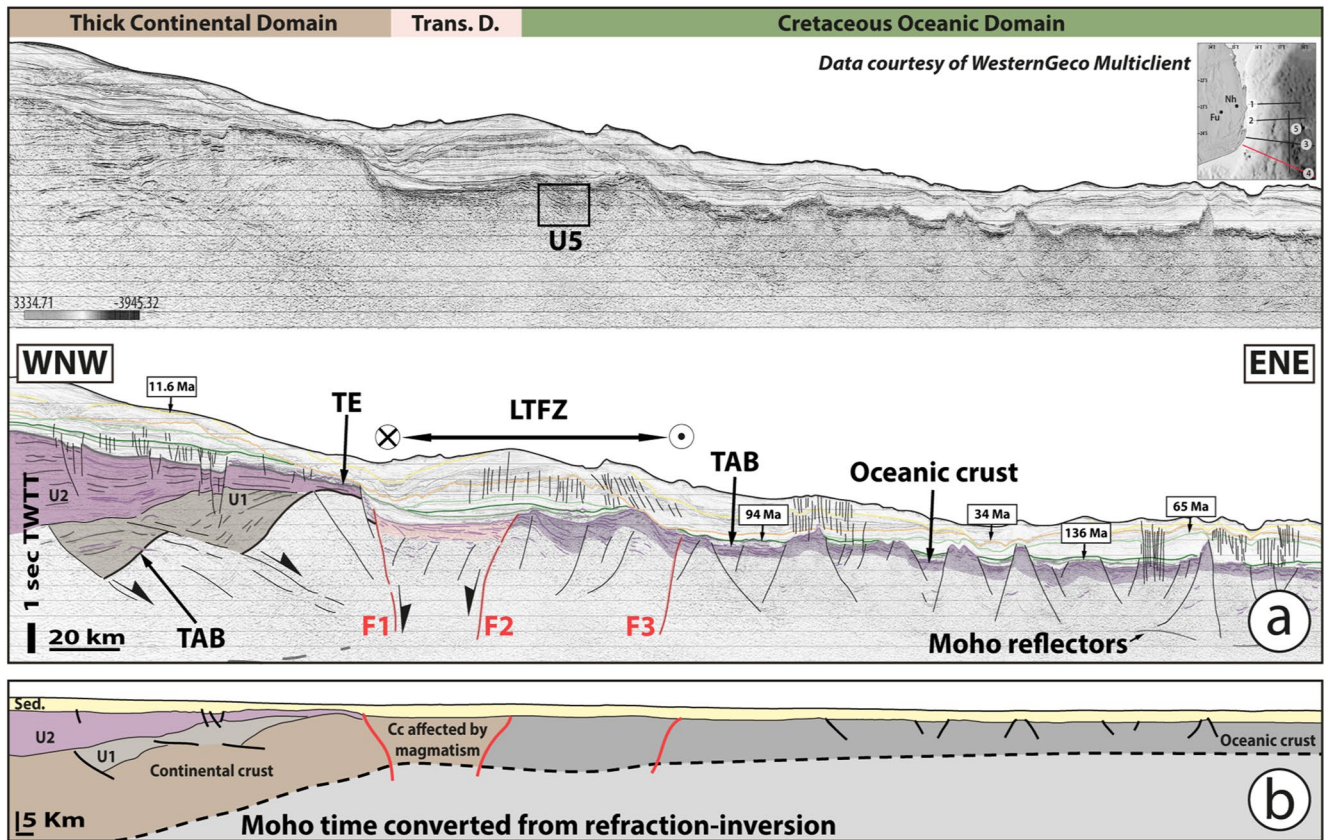 Thick Continental Domain
Trans. D.
Cretaceous Oceanic Domain
Data courtesy of WesternGeco Multiclient
Nh
Fu
1
2
5
3
4
U5
3334.71
-3945.32
WNW
ENE
11.6 Ma
TE
LTFZ
TAB
Oceanic crust
U2
U1
94 Ma
34 Ma
136 Ma
65 Ma
1 sec TWTT
20 km
TAB
F1
F2
F3
Moho reflectors
a
Sed.
U2
U1
Continental crust
Cc affected by
magmatism
Oceanic crust
5 Km
Moho time converted from refraction-inversion
b